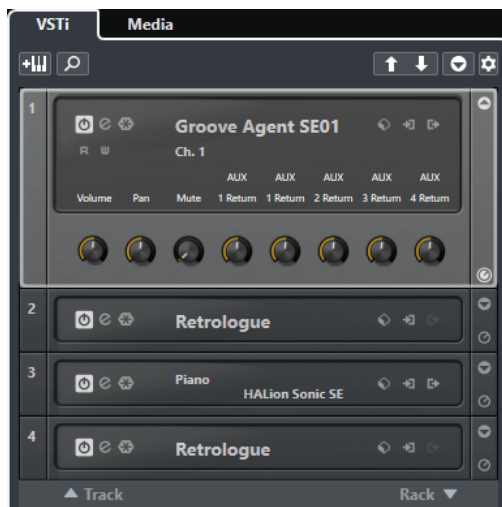 VSTi Media
1
Groove Agent SE01
R W
Ch. 1
AUX AUX AUX AUX AUX
Volume Pan Mute 1 Return 1 Return 2 Return 3 Return 4 Return
2
Retrologue
3
Piano
HALion Sonic SE
4
Retrologue
Track Rack